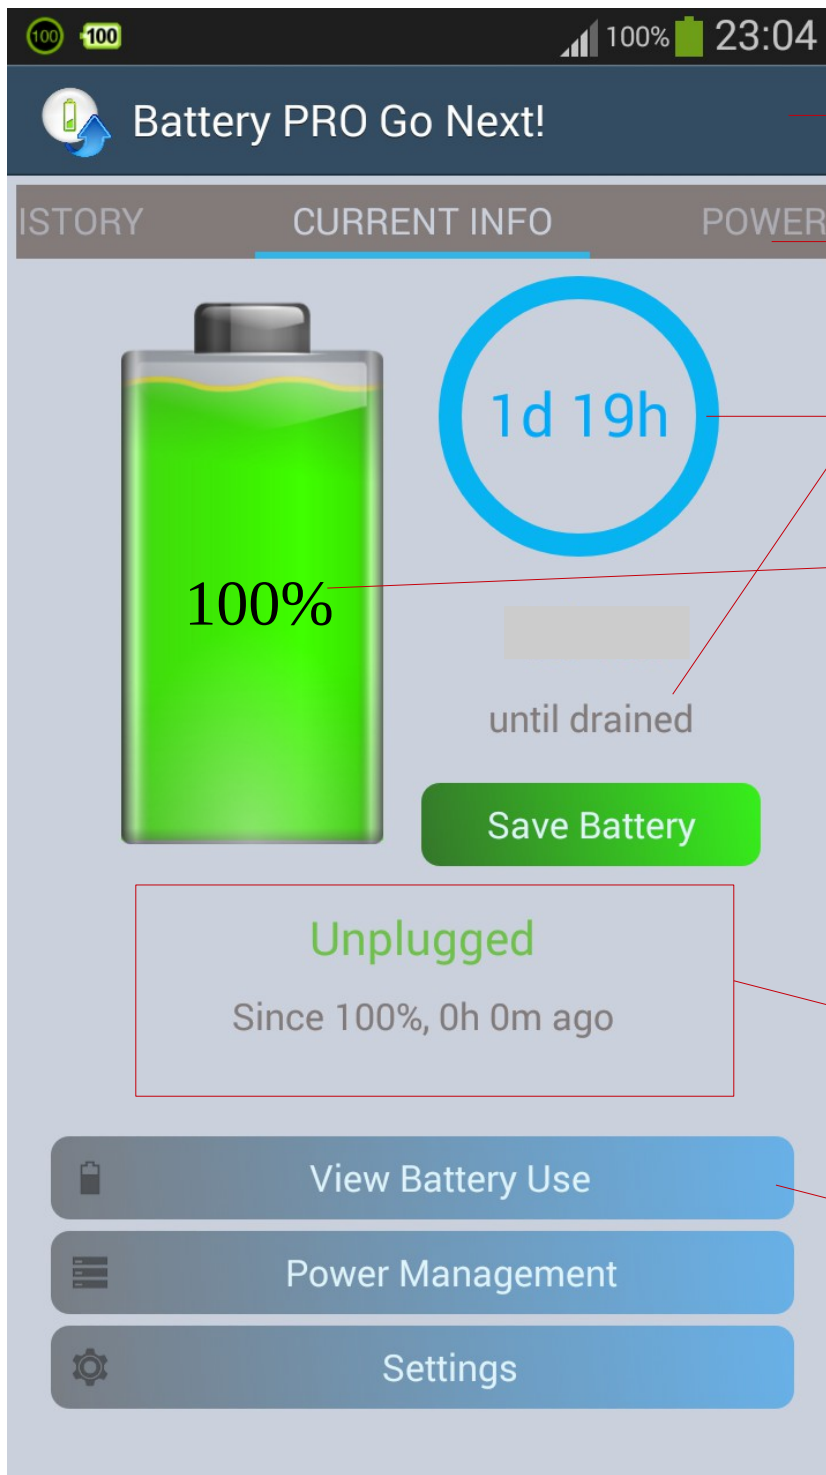 100 100 100% 23:04
Battery PRO Go Next!
ISTORY CURRENT INFO POWER
1d 19h
100%
until drained
Save Battery
Unplugged
Since 100%, 0h 0m ago
View Battery Use
Power Management
Settings